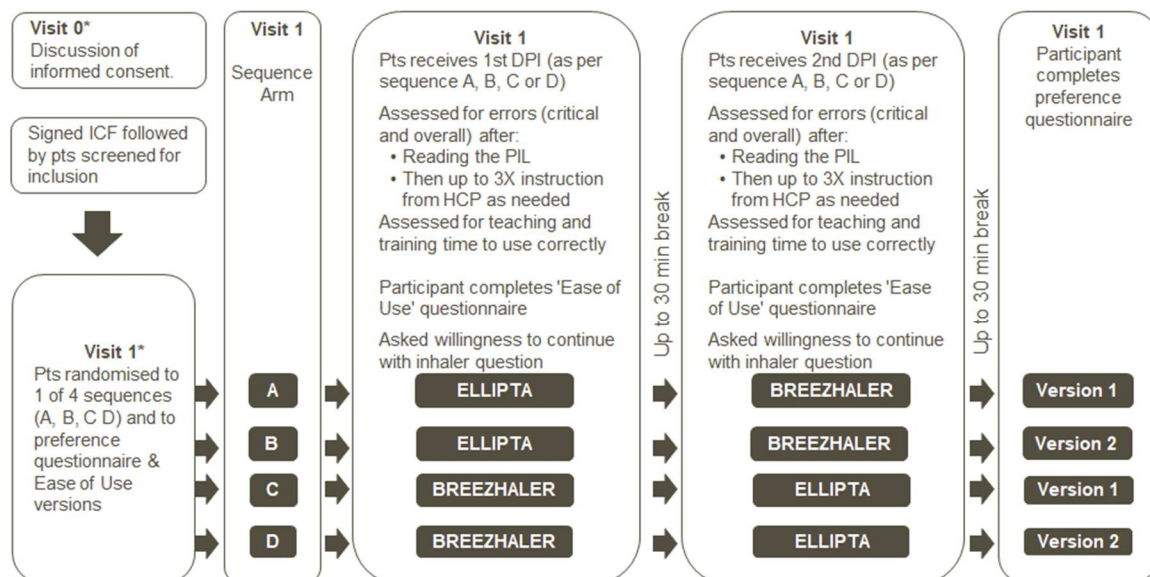 Visit 0*
Discussion of
informed consent.
Signed ICF followed
by pts screened for
inclusion
Visit 1*
Pts randomised to
1 of 4 sequences
(A, B, C D) and to
preference
questionnaire &
Ease of Use
versions
Visit 1
Sequence
Arm
A
B
C
D
Visit 1
Pts receives 1st DPI (as per
sequence A, B, C or D)
Assessed for errors (critical
and overall) after:
• Reading the PIL
• Then up to 3X instruction
from HCP as needed
Assessed for teaching and
training time to use correctly
Participant completes 'Ease of
Use' questionnaire
Asked willingness to continue
with inhaler question
ELLIPTA
ELLIPTA
BREEZHALER
BREEZHALER
Up to 30 min break
Visit 1
Pts receives 2nd DPI (as per
sequence A, B, C or D)
Assessed for errors (critical
and overall) after:
• Reading the PIL
• Then up to 3X instruction
from HCP as needed
Assessed for teaching and
training time to use correctly
Participant completes 'Ease of
Use' questionnaire
Asked willingness to continue
with inhaler question
BREEZHALER
BREEZHALER
ELLIPTA
ELLIPTA
Up to 30 min break
Visit 1
Participant
completes
preference
questionnaire
Version 1
Version 2
Version 1
Version 2